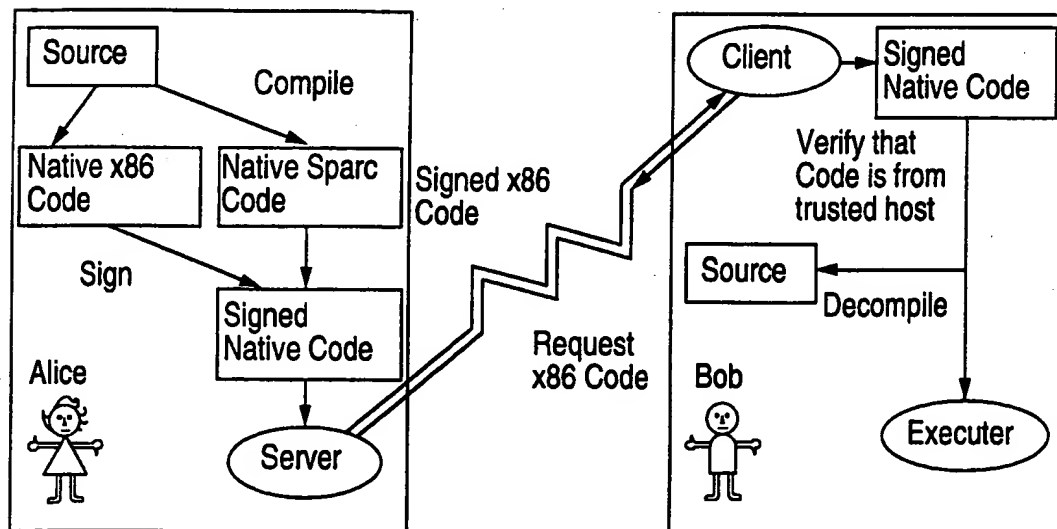 Source
Compile
Native x86
Code
Native Sparc
Code
Sign
Signed
Native Code
Alice
Server
Signed x86
Code
Request
x86 Code
Client
Signed
Native Code
Verify that
Code is from
trusted host
Source
Decompile
Bob
Executer